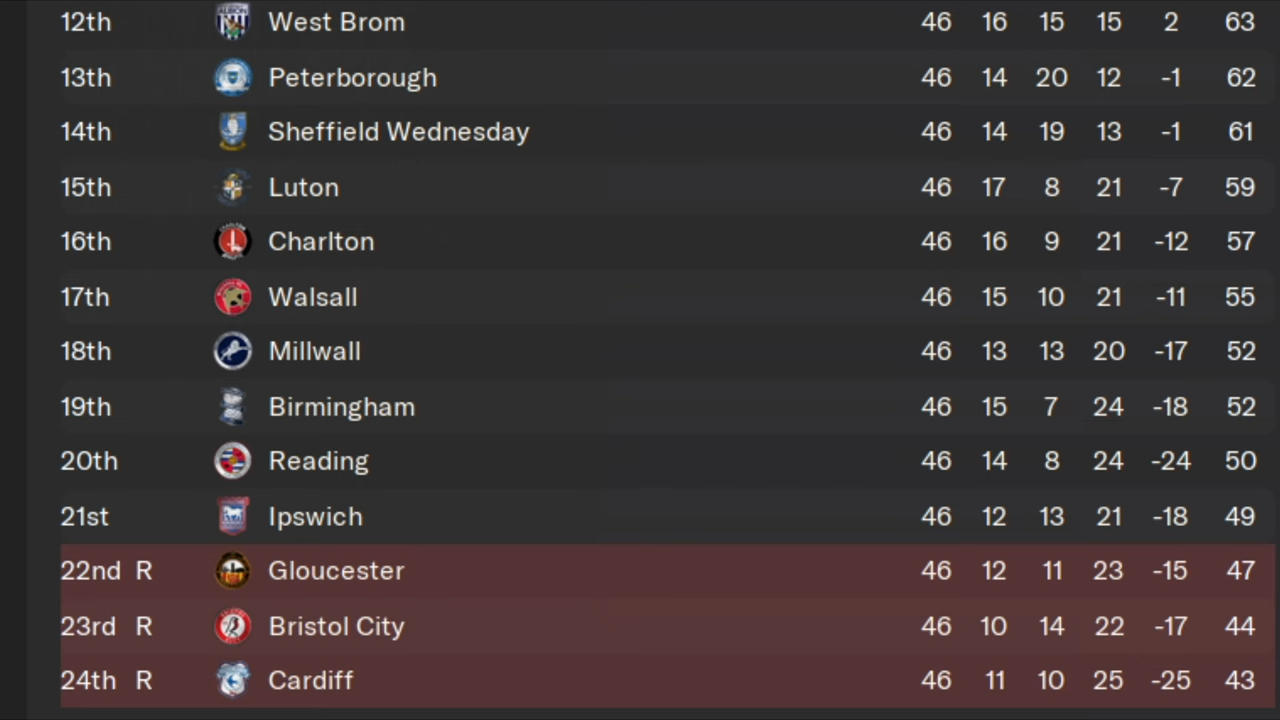 12th West Brom 46 16 15 15 2 63
13th Peterborough 46 14 20 12 -1 62
14th Sheffield Wednesday 46 14 19 13 -1 61
15th Luton 46 17 8 21 -7 59
16th Charlton 46 16 9 21 -12 57
17th Walsall 46 15 10 21 -11 55
18th Millwall 46 13 13 20 -17 52
19th Birmingham 46 15 7 24 -18 52
20th Reading 46 14 8 24 -24 50
21st Ipswich 46 12 13 21 -18 49
22nd R Gloucester 46 12 11 23 -15 47
23rd R Bristol City 46 10 14 22 -17 44
24th R Cardiff 46 11 10 25 -25 43